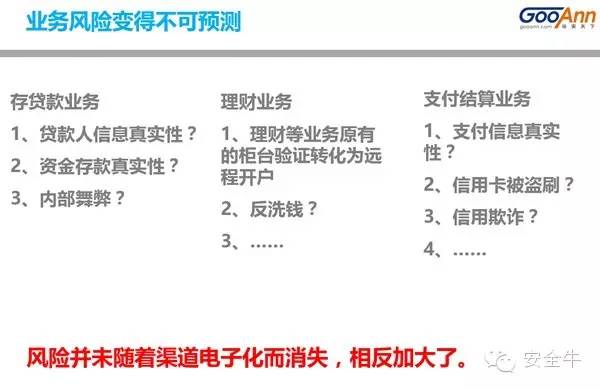 业务风险变得不可预测
GooAnn
gooann.com 谷安天下
存贷款业务
1、贷款人信息真实性？
2、资金存款真实性？
3、内部舞弊？
理财业务
1、理财等业务原有
的柜台验证转化为远
程开户
2、反洗钱？
3、……
支付结算业务
1、支付信息真实
性？
2、信用卡被盗刷？
3、信用欺诈？
4、……
风险并未随着渠道电子化而消失，相反加大了。
安全牛